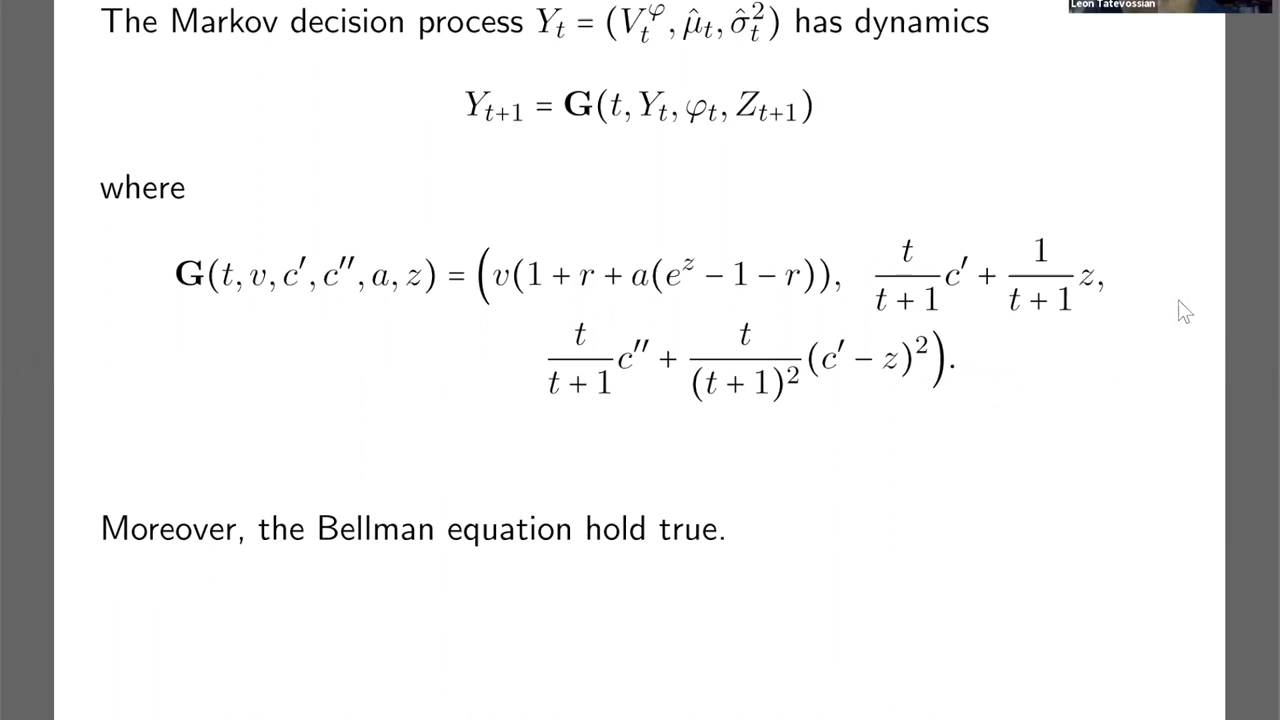 Leon Tatevossian
The Markov decision process Y_t = (V_t^φ, μ̂_t, σ̂_t^2) has dynamics
Y_{t+1} = G(t, Y_t, φ_t, Z_{t+1})
where
G(t, v, c′, c″, a, z) = (v(1 + r + a(e^z − 1 − r)), t/(t + 1) c′ + 1/(t + 1) z,
t/(t + 1) c″ + t/(t + 1)^2 (c′ − z)^2).
Moreover, the Bellman equation hold true.